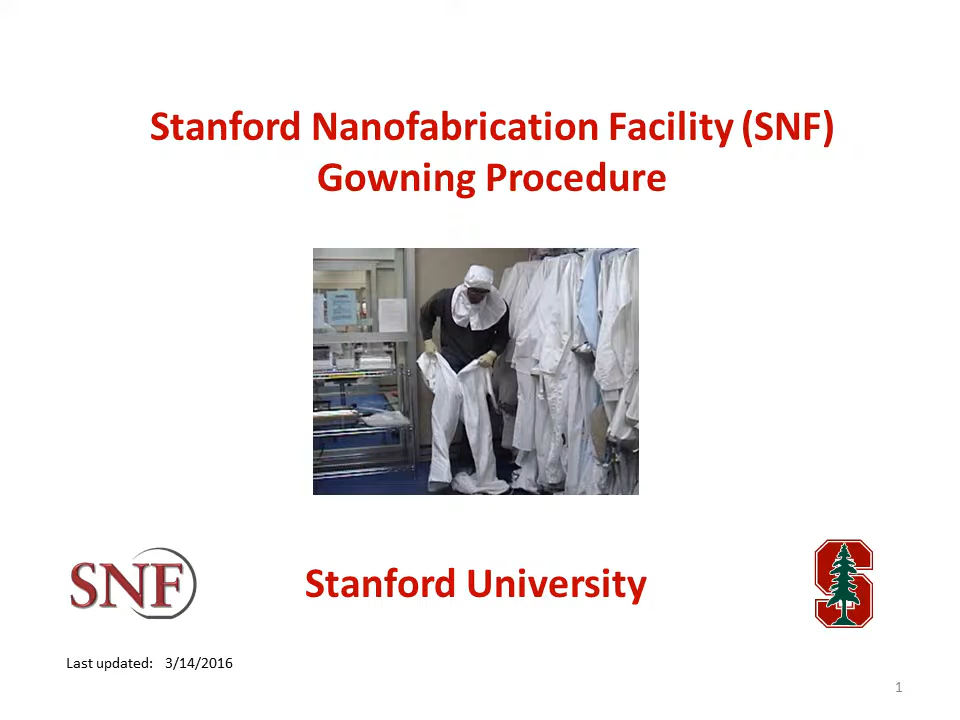 Stanford Nanofabrication Facility (SNF)
Gowning Procedure
SNF
Stanford University
S
Last updated: 3/14/2016
1